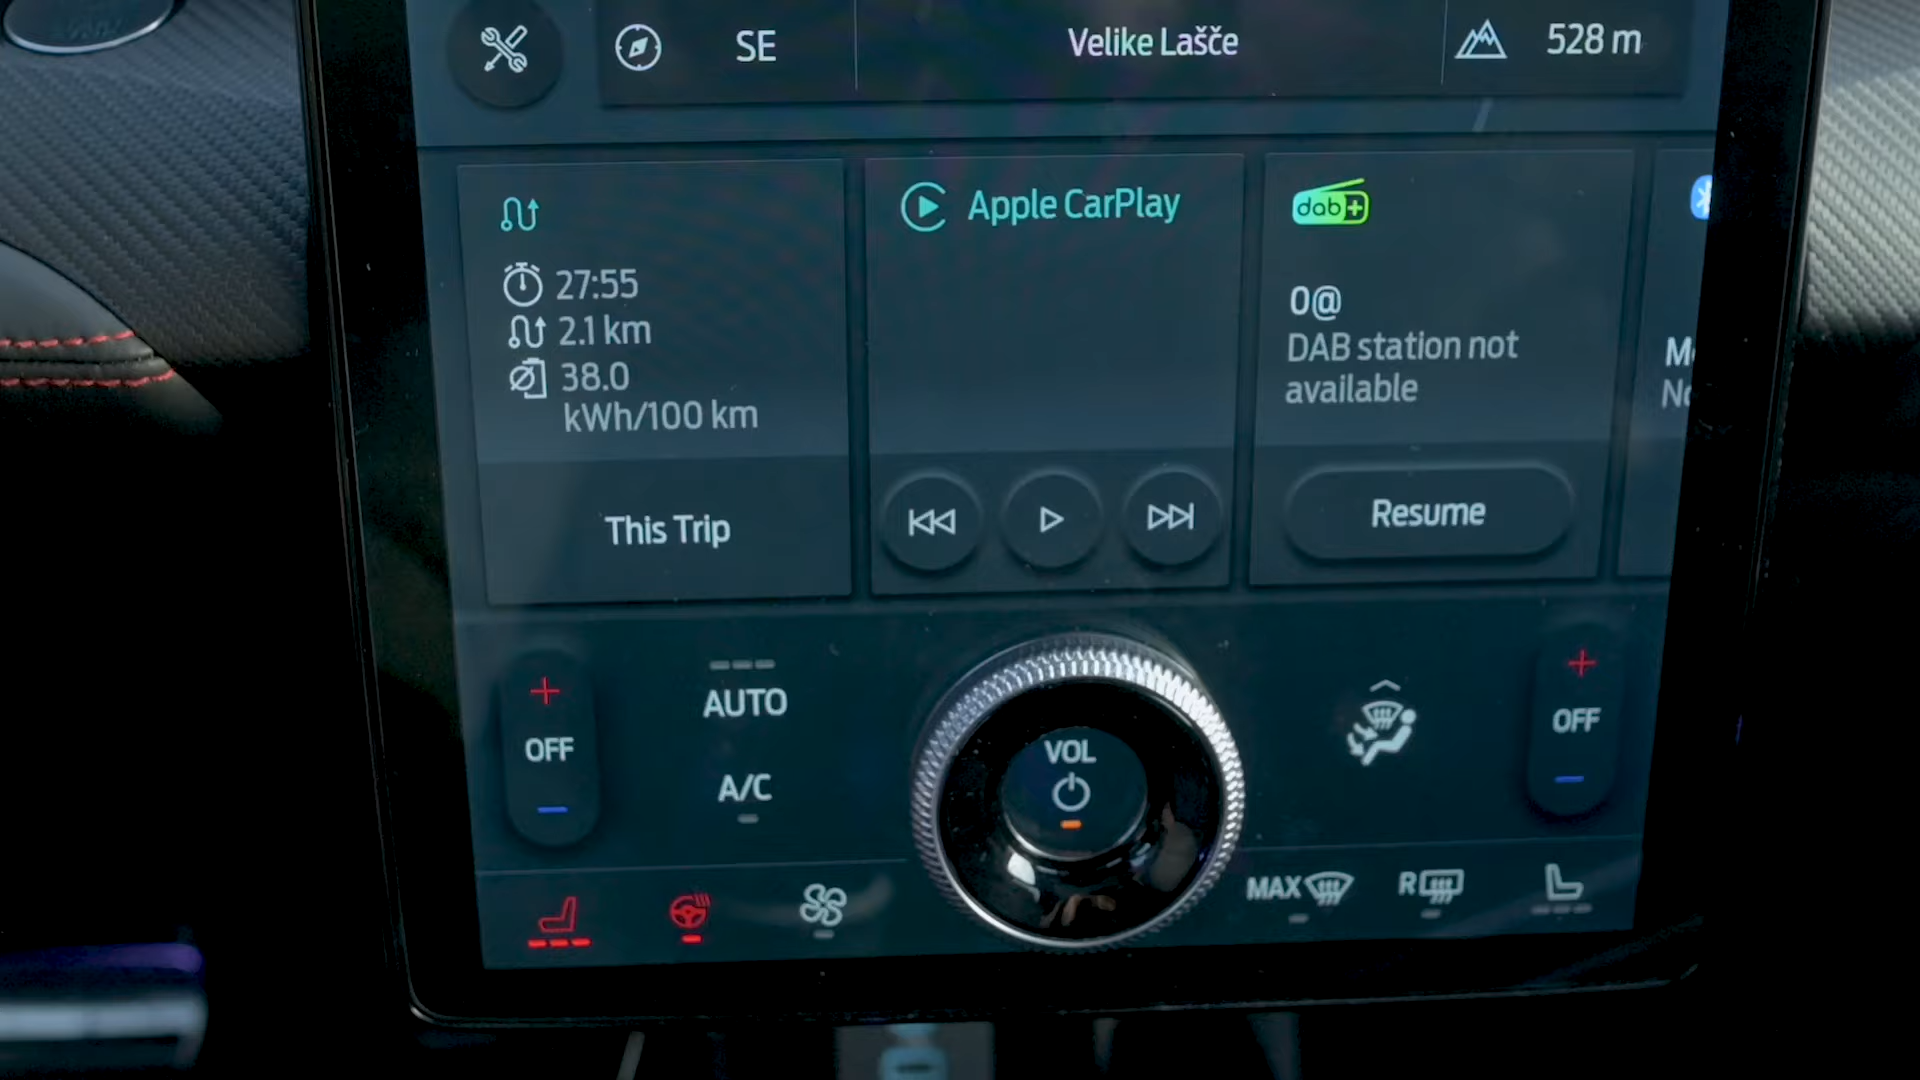 SE
Velike Lašče
528 m
27:55
2.1 km
38.0
kWh/100 km
This Trip
Apple CarPlay
dab+
0@
DAB station not
available
Resume
OFF
AUTO
A/C
VOL
OFF
MAX
R